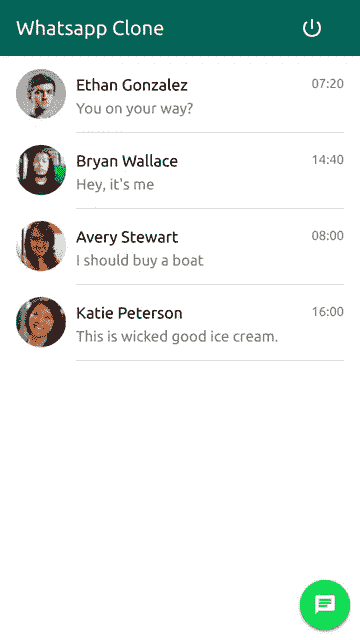 Whatsapp Clone
Ethan Gonzalez 07:20
You on your way?
Bryan Wallace 14:40
Hey, it's me
Avery Stewart 08:00
I should buy a boat
Katie Peterson 16:00
This is wicked good ice cream.